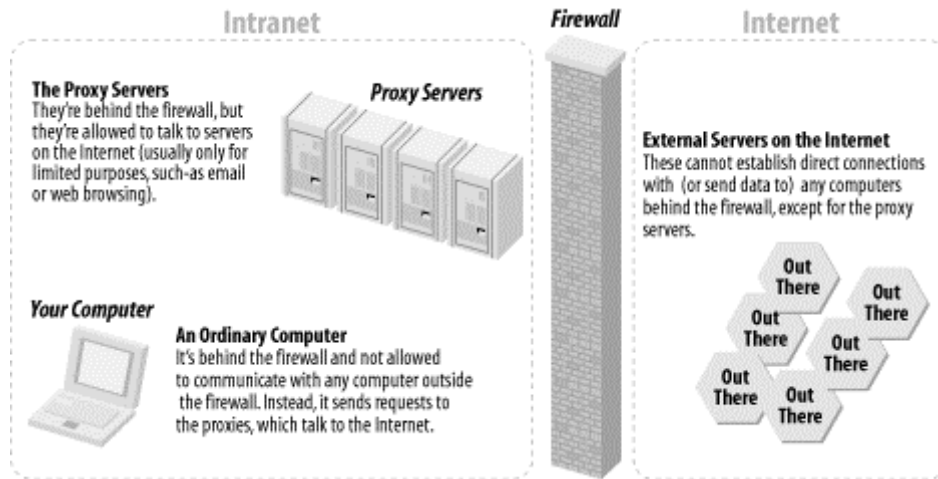 Intranet
Firewall
Internet
The Proxy Servers
They're behind the firewall, but
they're allowed to talk to servers
on the Internet (usually only for
limited purposes, such-as email
or web browsing).
Proxy Servers
External Servers on the Internet
These cannot establish direct connections
with (or send data to) any computers
behind the firewall, except for the proxy
servers.
Your Computer
An Ordinary Computer
It's behind the firewall and not allowed
to communicate with any computer outside
the firewall. Instead, it sends requests to
the proxies, which talk to the Internet.
Out
There
Out
There
Out
There
Out
There
Out
There
Out
There